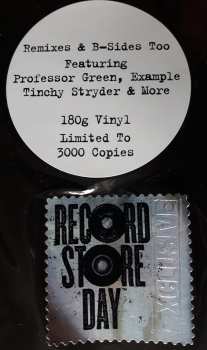 Remixes & B-Sides Too
Featuring
Professor Green, Example
Tinchy Stryder & More
180g Vinyl
Limited To
3000 Copies
RECORD
STORE
DAY
EXCLUSIVE